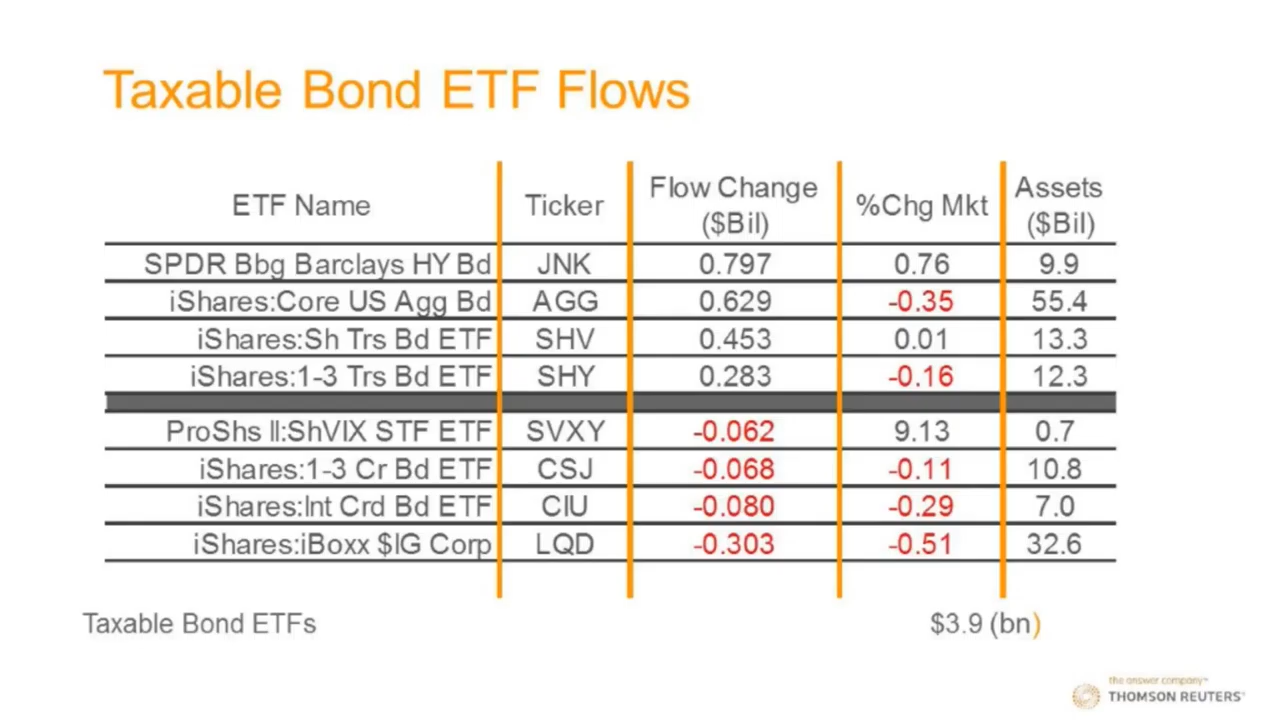 Taxable Bond ETF Flows
ETF Name Ticker Flow Change ($Bil) %Chg Mkt Assets ($Bil)
SPDR Bbg Barclays HY Bd JNK 0.797 0.76 9.9
iShares:Core US Agg Bd AGG 0.629 -0.35 55.4
iShares:Sh Trs Bd ETF SHV 0.453 0.01 13.3
iShares:1-3 Trs Bd ETF SHY 0.283 -0.16 12.3
ProShs II:ShVIX STF ETF SVXY -0.062 9.13 0.7
iShares:1-3 Cr Bd ETF CSJ -0.068 -0.11 10.8
iShares:Int Crd Bd ETF CIU -0.080 -0.29 7.0
iShares:iBoxx $IG Corp LQD -0.303 -0.51 32.6
Taxable Bond ETFs $3.9 (bn)
the answer company™
THOMSON REUTERS®